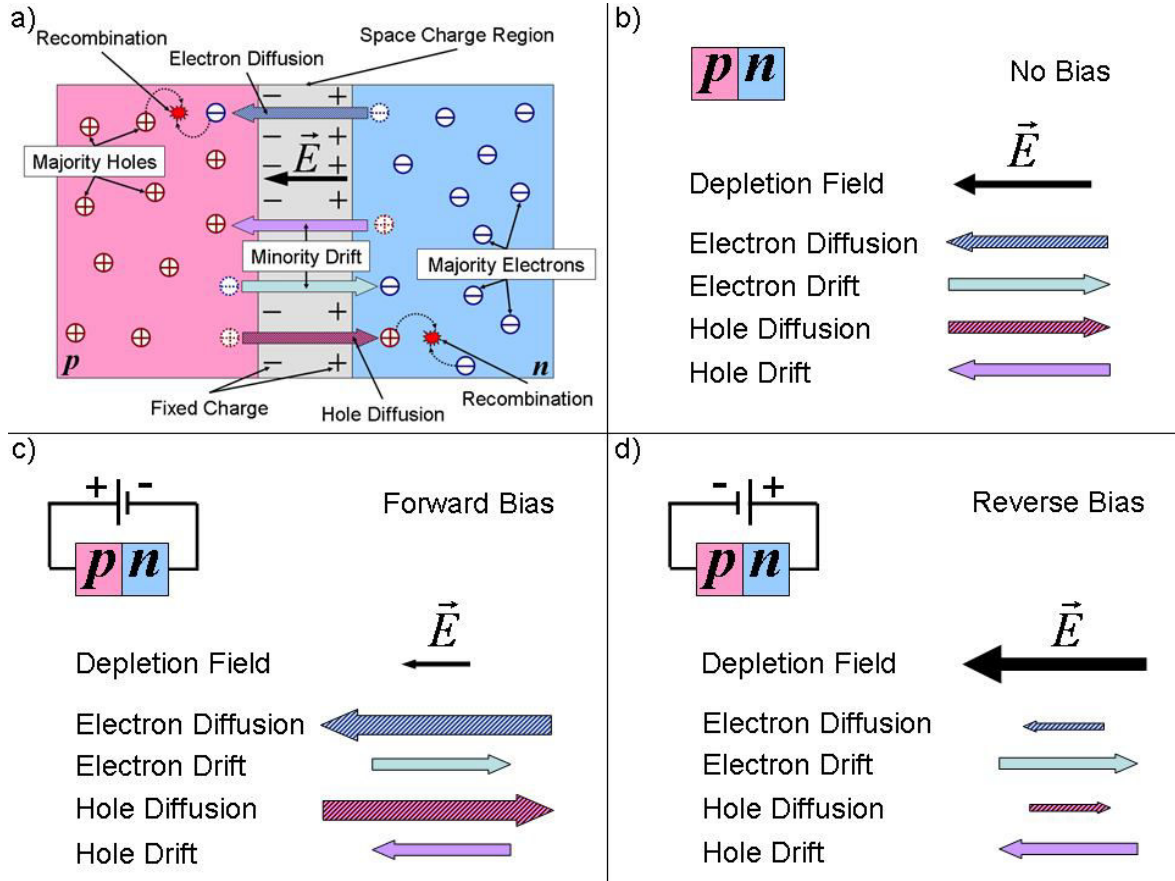 a)
Recombination
Electron Diffusion
Space Charge Region
E
Majority Holes
Minority Drift
Majority Electrons
p
n
Fixed Charge
Hole Diffusion
Recombination
b)
p n
No Bias
E
Depletion Field
Electron Diffusion
Electron Drift
Hole Diffusion
Hole Drift
c)
+ -
p n
Forward Bias
E
Depletion Field
Electron Diffusion
Electron Drift
Hole Diffusion
Hole Drift
d)
- +
p n
Reverse Bias
E
Depletion Field
Electron Diffusion
Electron Drift
Hole Diffusion
Hole Drift